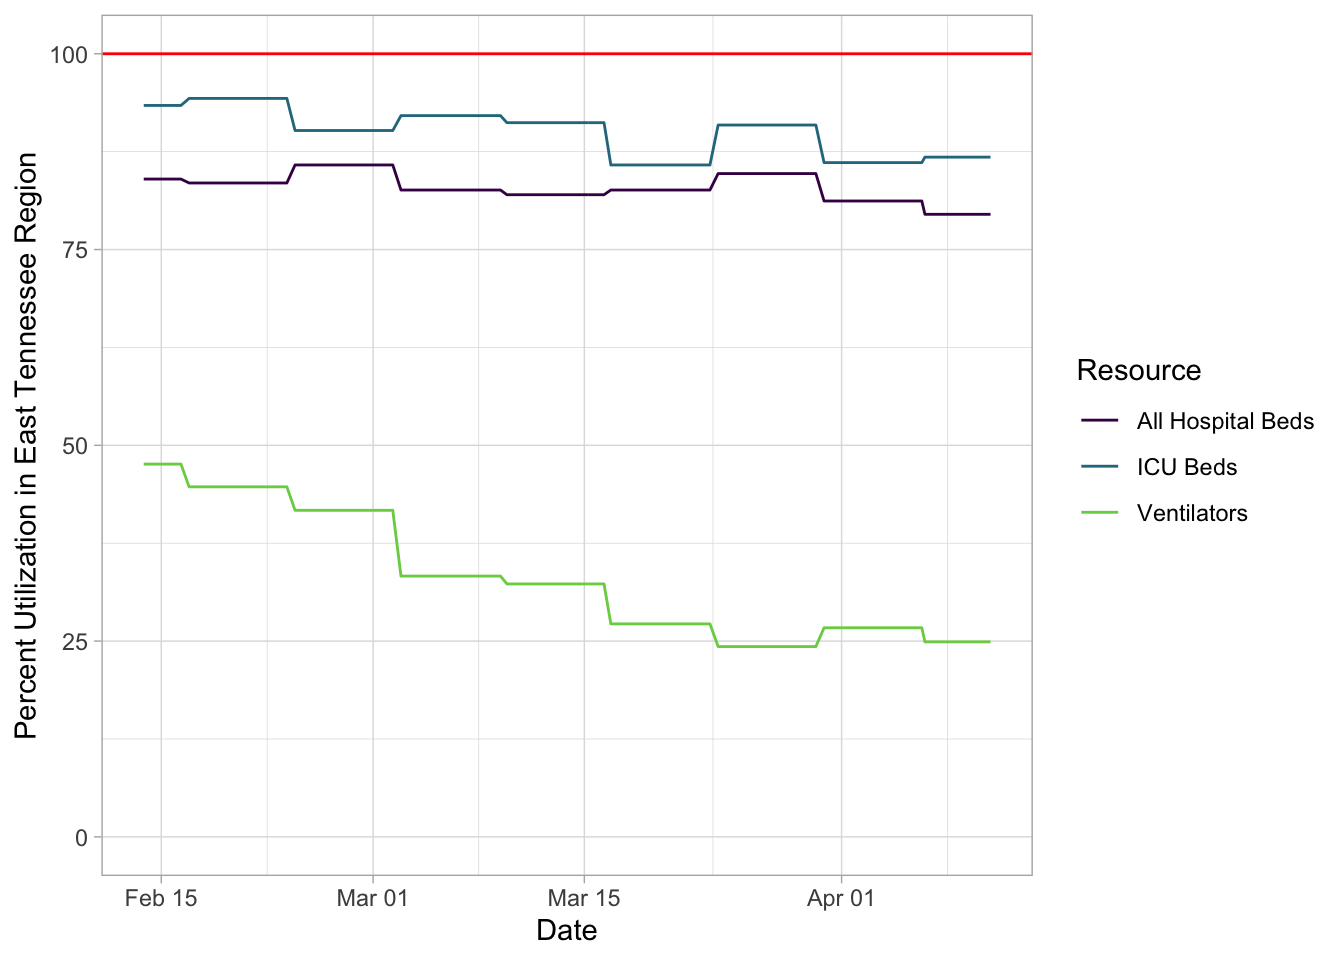 Percent Utilization in East Tennessee Region
100
75
50
25
0
Feb 15
Mar 01
Mar 15
Apr 01
Date
Resource
All Hospital Beds
ICU Beds
Ventilators